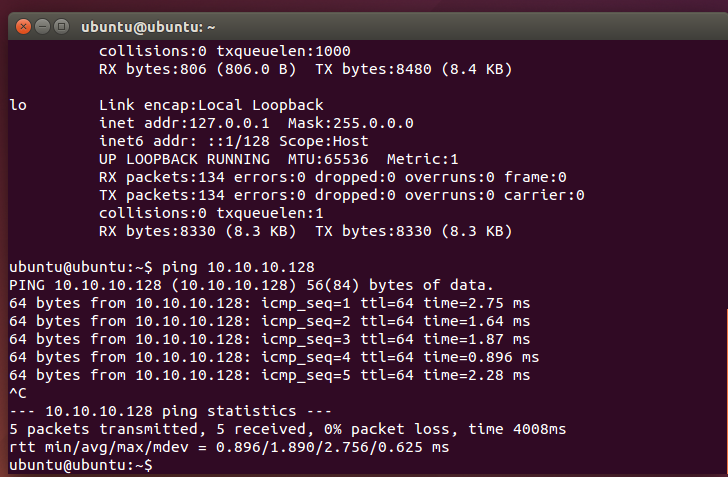 ubuntu@ubuntu: ~
collisions:0 txqueuelen:1000
RX bytes:806 (806.0 B)  TX bytes:8480 (8.4 KB)
lo        Link encap:Local Loopback
inet addr:127.0.0.1  Mask:255.0.0.0
inet6 addr: ::1/128 Scope:Host
UP LOOPBACK RUNNING  MTU:65536  Metric:1
RX packets:134 errors:0 dropped:0 overruns:0 frame:0
TX packets:134 errors:0 dropped:0 overruns:0 carrier:0
collisions:0 txqueuelen:1
RX bytes:8330 (8.3 KB)  TX bytes:8330 (8.3 KB)
ubuntu@ubuntu:~$ ping 10.10.10.128
PING 10.10.10.128 (10.10.10.128) 56(84) bytes of data.
64 bytes from 10.10.10.128: icmp_seq=1 ttl=64 time=2.75 ms
64 bytes from 10.10.10.128: icmp_seq=2 ttl=64 time=1.64 ms
64 bytes from 10.10.10.128: icmp_seq=3 ttl=64 time=1.87 ms
64 bytes from 10.10.10.128: icmp_seq=4 ttl=64 time=0.896 ms
64 bytes from 10.10.10.128: icmp_seq=5 ttl=64 time=2.28 ms
^C
--- 10.10.10.128 ping statistics ---
5 packets transmitted, 5 received, 0% packet loss, time 4008ms
rtt min/avg/max/mdev = 0.896/1.890/2.756/0.625 ms
ubuntu@ubuntu:~$